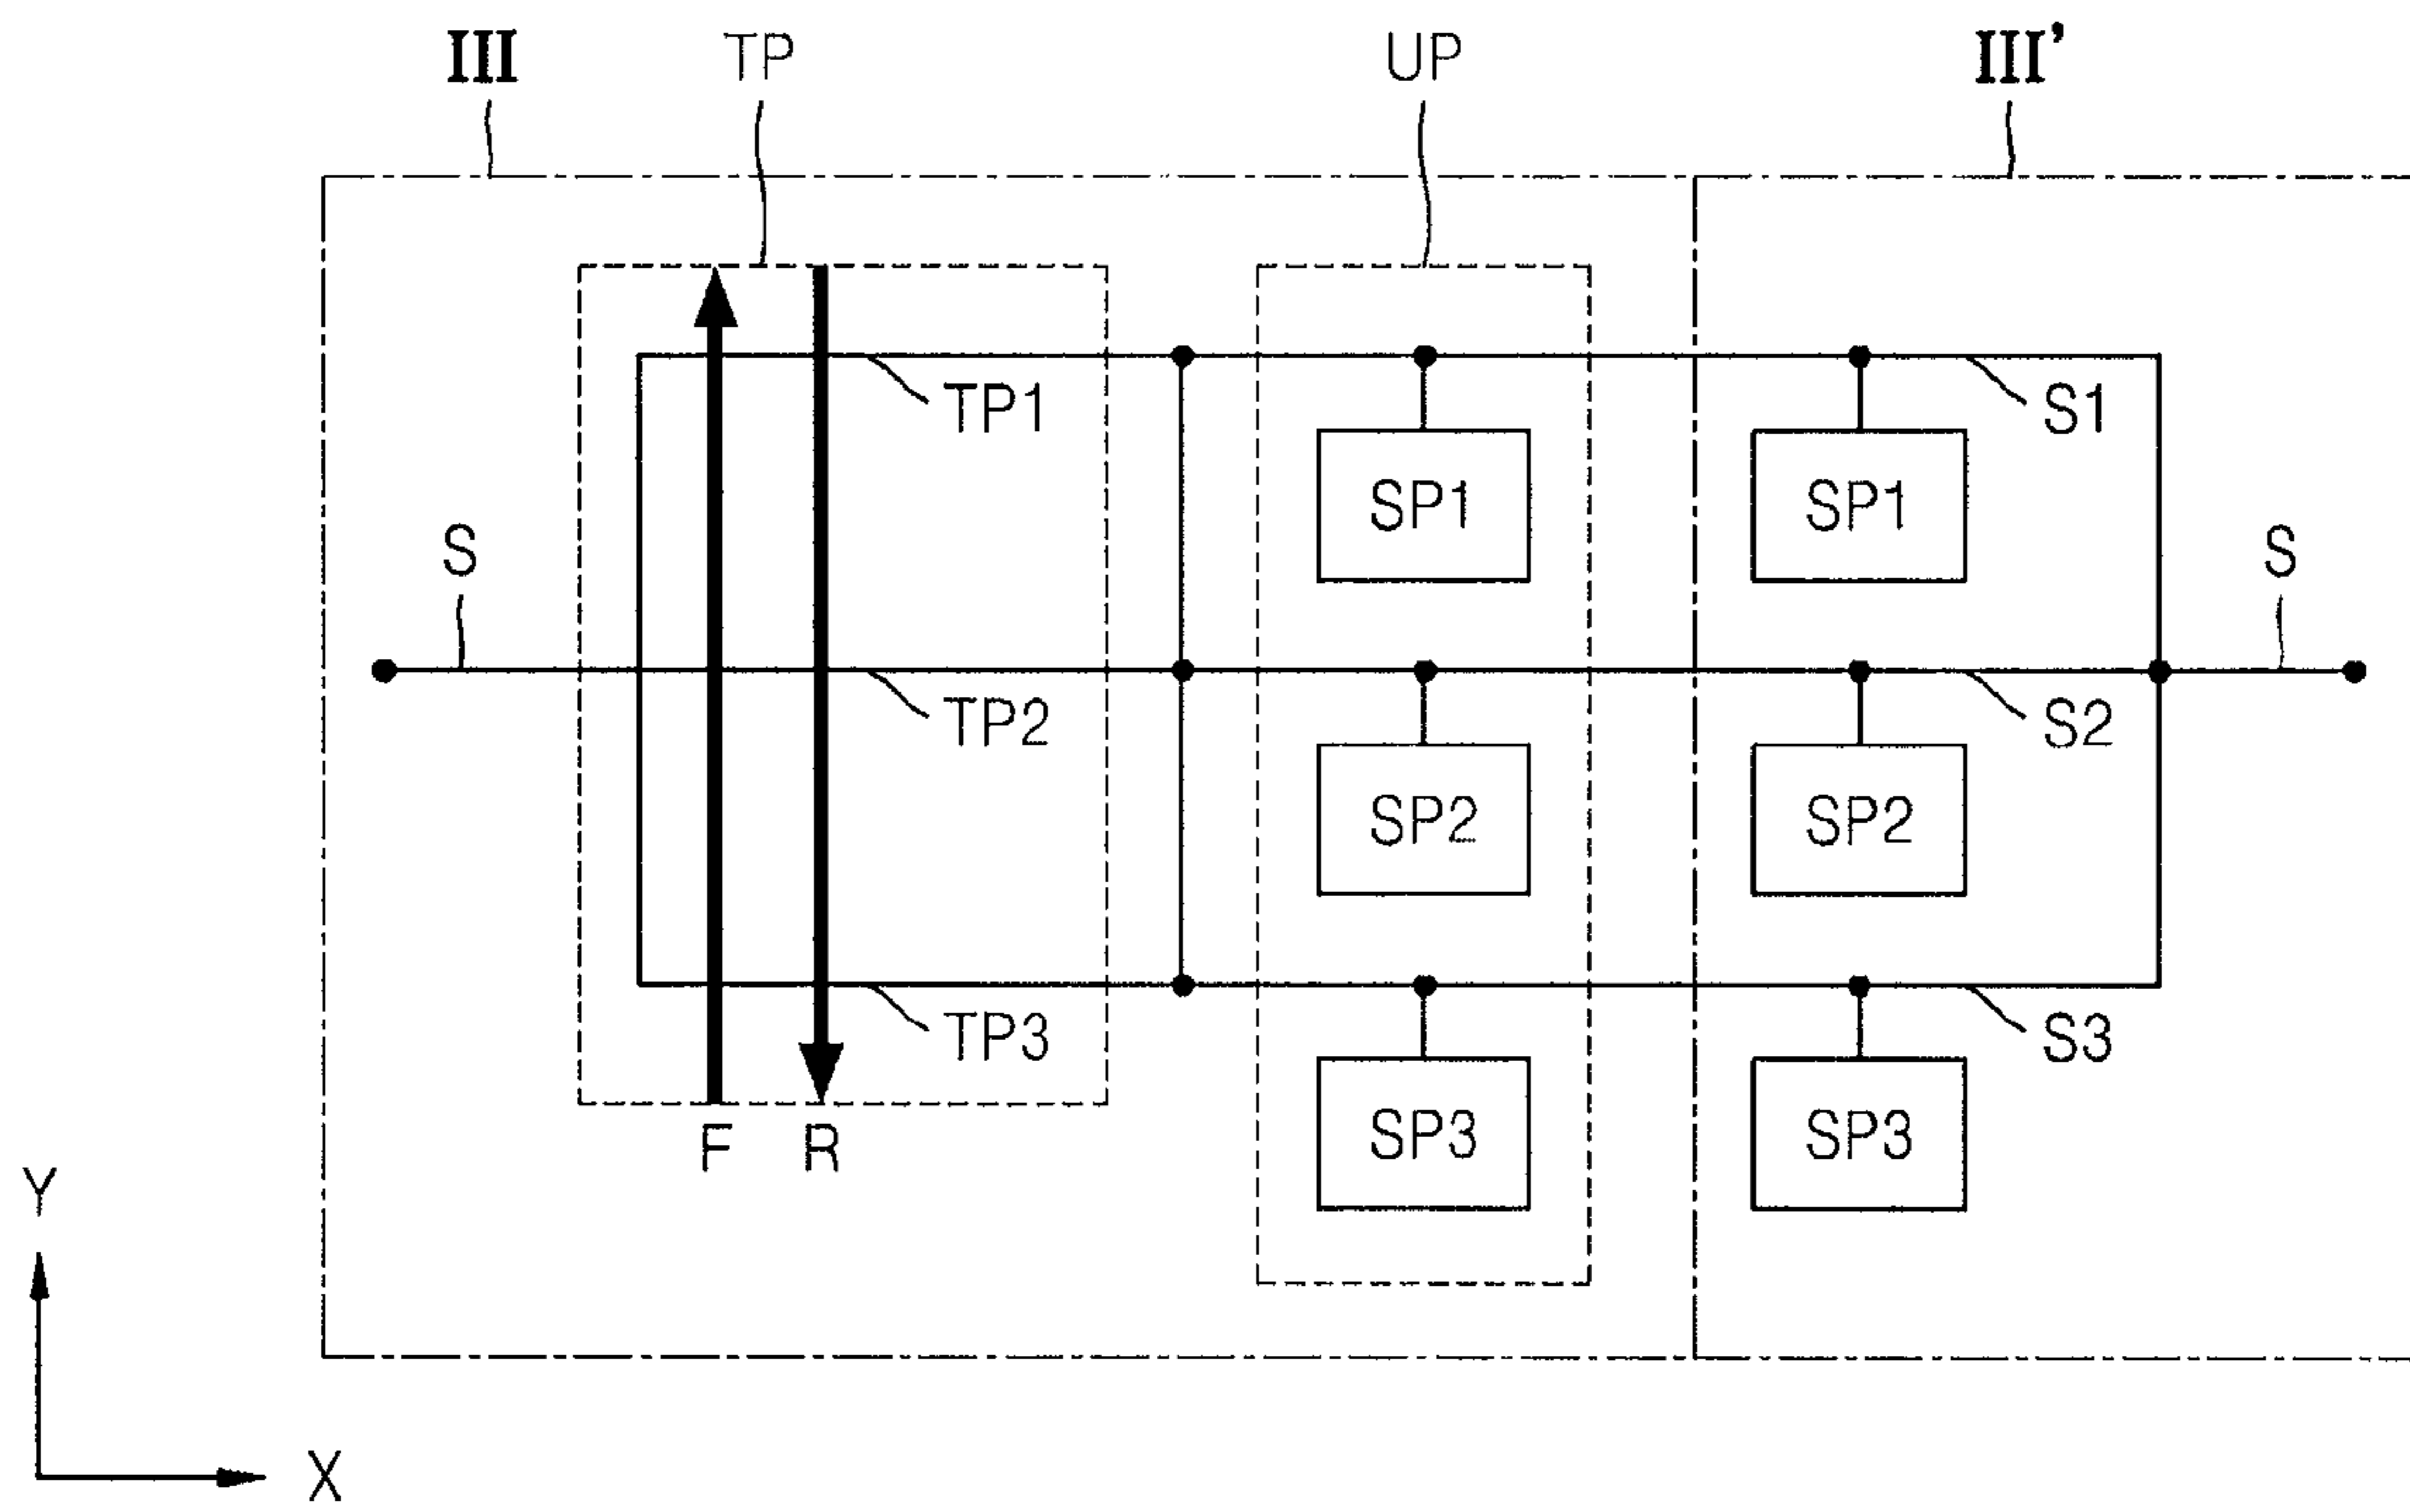 III TP UP III'
TP1 S1
SP1 SP1
S S
TP2 S2
SP2 SP2
TP3 S3
F R SP3 SP3
Y
X